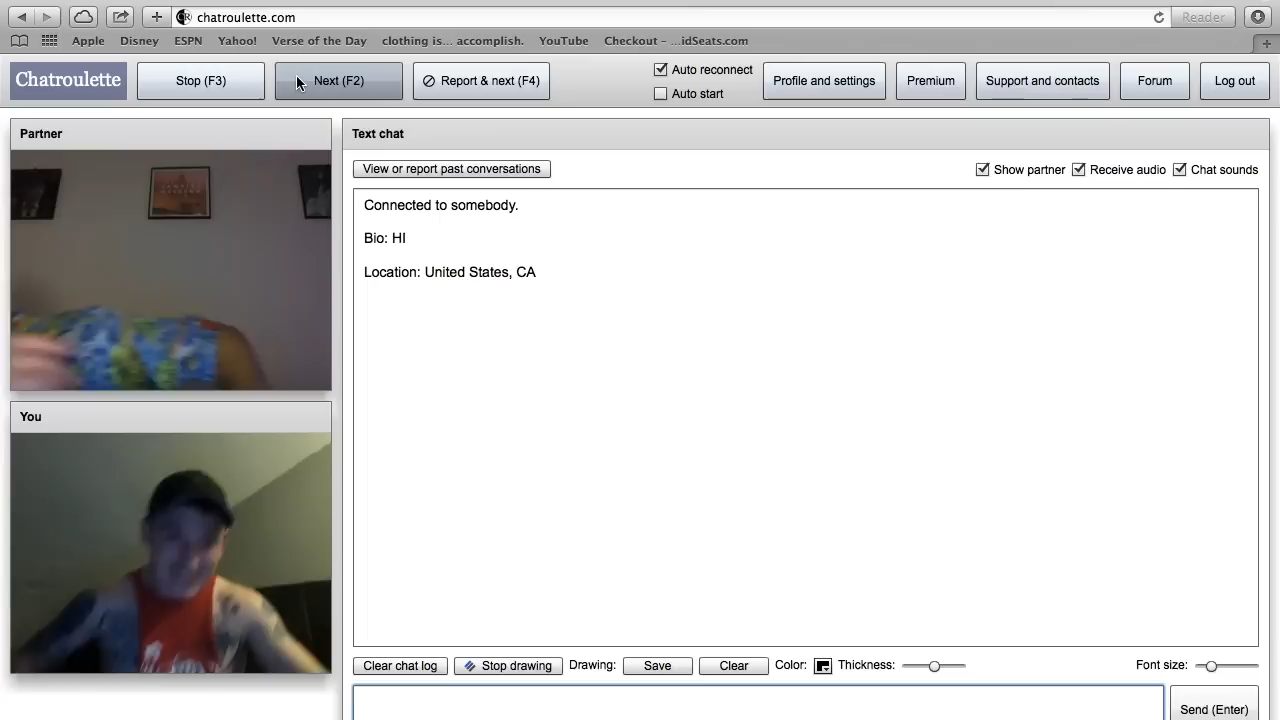 chatroulette.com
Reader
Apple Disney ESPN Yahoo! Verse of the Day clothing is... accomplish. YouTube Checkout - ...idSeats.com
Chatroulette
Stop (F3)
Next (F2)
Report & next (F4)
Auto reconnect
Auto start
Profile and settings
Premium
Support and contacts
Forum
Log out
Partner
You
Text chat
View or report past conversations
Show partner Receive audio Chat sounds
Connected to somebody.
Bio: HI
Location: United States, CA
Clear chat log Stop drawing Drawing: Save Clear Color: Thickness: Font size:
Send (Enter)